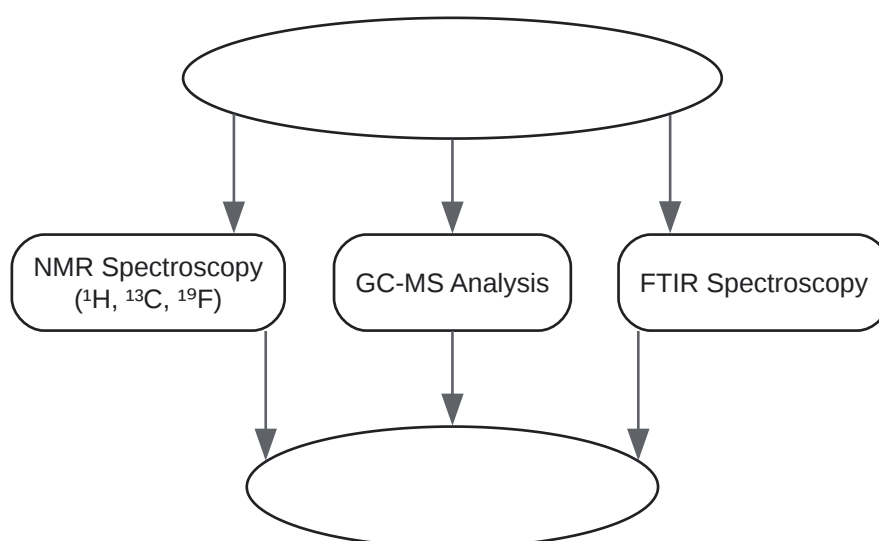 NMR Spectroscopy
(¹H, ¹³C, ¹⁹F)
GC-MS Analysis
FTIR Spectroscopy